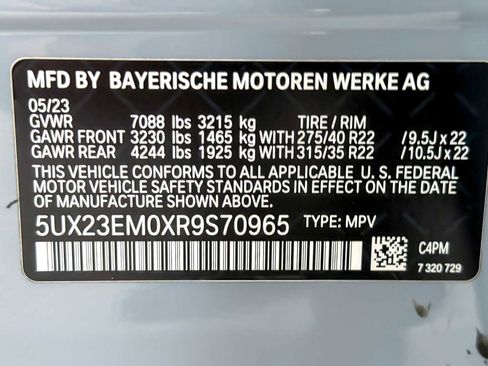 MFD BY BAYERISCHE MOTOREN WERKE AG
05/23
GVWR 7088 lbs 3215 kg TIRE / RIM
GAWR FRONT 3230 lbs 1465 kg WITH 275/40 R22 / 9.5J x 22
GAWR REAR 4244 lbs 1925 kg WITH 315/35 R22 / 10.5J x 22
THIS VEHICLE CONFORMS TO ALL APPLICABLE U. S. FEDERAL
MOTOR VEHICLE SAFETY STANDARDS IN EFFECT ON THE
DATE OF MANUFACTURE SHOWN ABOVE.
5UX23EM0XR9S70965 TYPE: MPV
C4PM
7 320 729